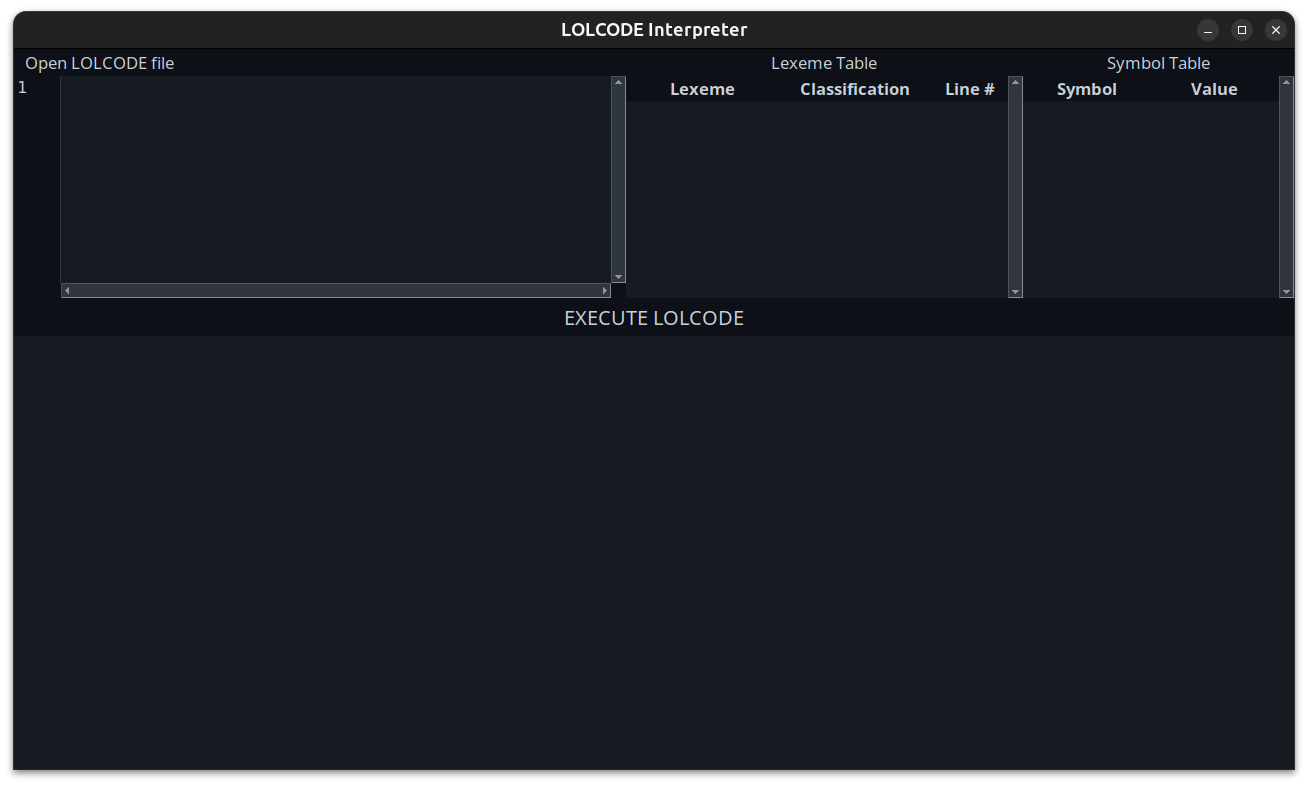 LOLCODE Interpreter
Open LOLCODE file
Lexeme Table
Symbol Table
1
Lexeme Classification Line #
Symbol Value
EXECUTE LOLCODE